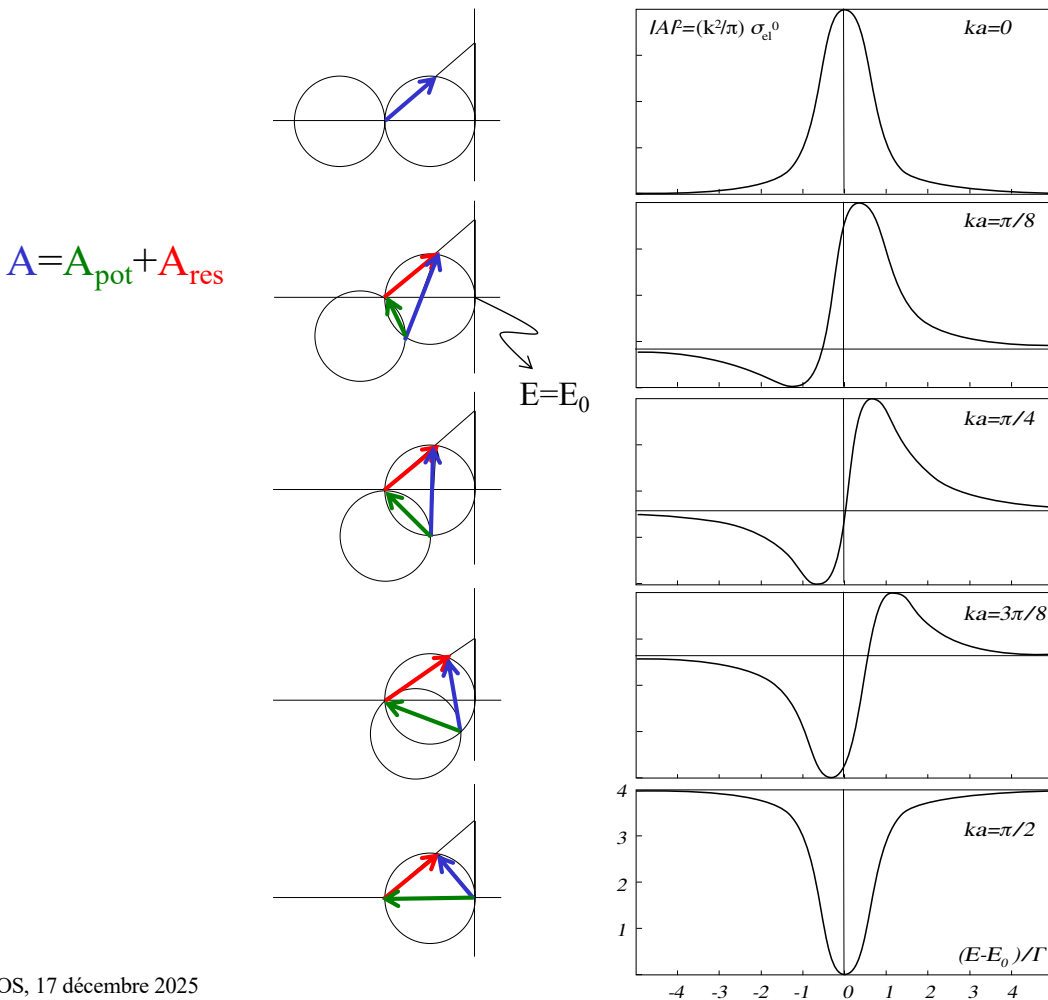 |A|²=(k²/π) σel⁰
ka=0
ka=π/8
A=Apot+Ares
E=E0
ka=π/4
ka=3π/8
4
ka=π/2
3
2
1
(E-E0)/Γ
OS, 17 décembre 2025
-4 -3 -2 -1 0 1 2 3 4